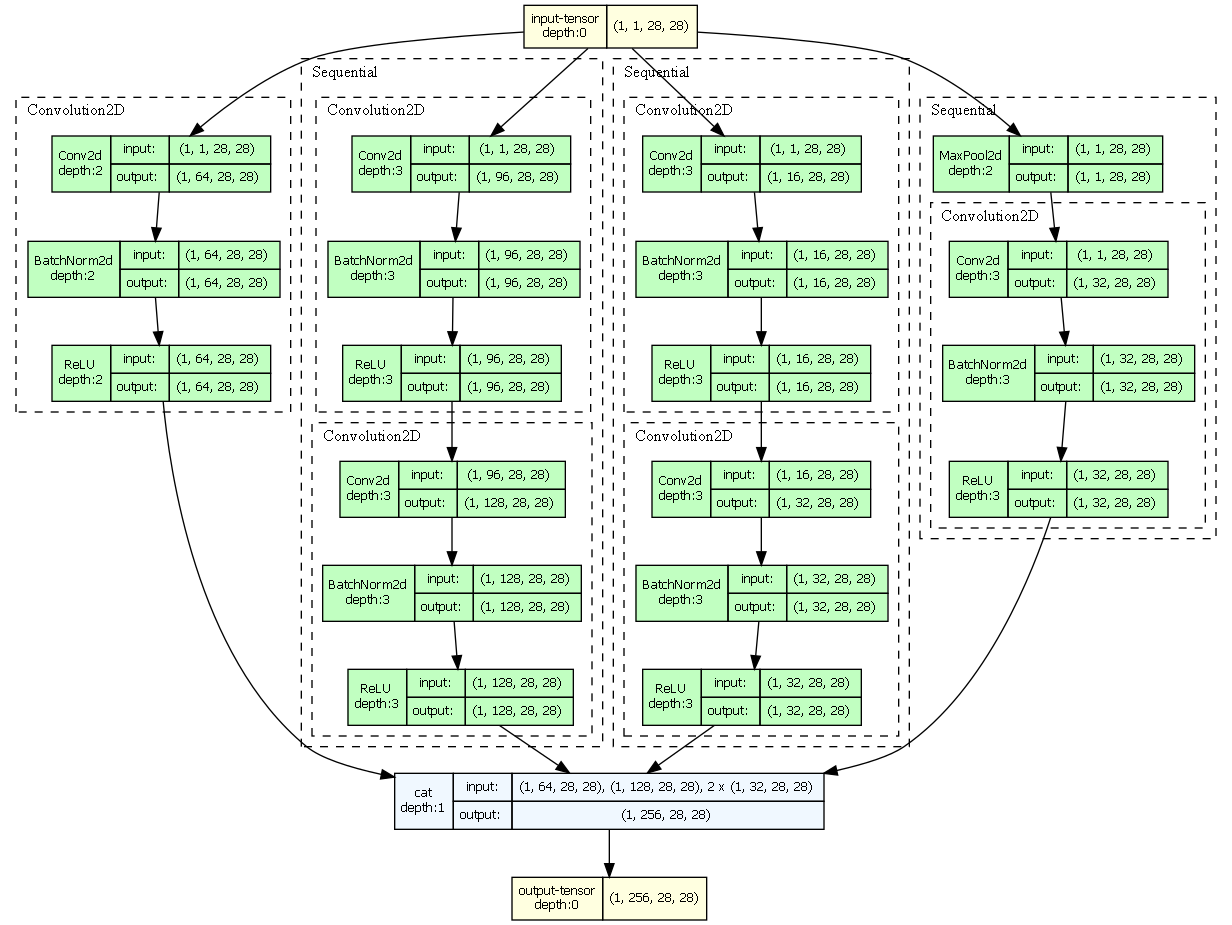 input-tensor
depth:0
(1, 1, 28, 28)
Convolution2D
Conv2d
depth:2
input:
(1, 1, 28, 28)
output:
(1, 64, 28, 28)
BatchNorm2d
depth:2
input:
(1, 64, 28, 28)
output:
(1, 64, 28, 28)
ReLU
depth:2
input:
(1, 64, 28, 28)
output:
(1, 64, 28, 28)
Sequential
Convolution2D
Conv2d
depth:3
input:
(1, 1, 28, 28)
output:
(1, 96, 28, 28)
BatchNorm2d
depth:3
input:
(1, 96, 28, 28)
output:
(1, 96, 28, 28)
ReLU
depth:3
input:
(1, 96, 28, 28)
output:
(1, 96, 28, 28)
Convolution2D
Conv2d
depth:3
input:
(1, 96, 28, 28)
output:
(1, 128, 28, 28)
BatchNorm2d
depth:3
input:
(1, 128, 28, 28)
output:
(1, 128, 28, 28)
ReLU
depth:3
input:
(1, 128, 28, 28)
output:
(1, 128, 28, 28)
Sequential
Convolution2D
Conv2d
depth:3
input:
(1, 1, 28, 28)
output:
(1, 16, 28, 28)
BatchNorm2d
depth:3
input:
(1, 16, 28, 28)
output:
(1, 16, 28, 28)
ReLU
depth:3
input:
(1, 16, 28, 28)
output:
(1, 16, 28, 28)
Convolution2D
Conv2d
depth:3
input:
(1, 16, 28, 28)
output:
(1, 32, 28, 28)
BatchNorm2d
depth:3
input:
(1, 32, 28, 28)
output:
(1, 32, 28, 28)
ReLU
depth:3
input:
(1, 32, 28, 28)
output:
(1, 32, 28, 28)
Sequential
MaxPool2d
depth:2
input:
(1, 1, 28, 28)
output:
(1, 1, 28, 28)
Convolution2D
Conv2d
depth:3
input:
(1, 1, 28, 28)
output:
(1, 32, 28, 28)
BatchNorm2d
depth:3
input:
(1, 32, 28, 28)
output:
(1, 32, 28, 28)
ReLU
depth:3
input:
(1, 32, 28, 28)
output:
(1, 32, 28, 28)
cat
depth:1
input:
(1, 64, 28, 28), (1, 128, 28, 28), 2 x (1, 32, 28, 28)
output:
(1, 256, 28, 28)
output-tensor
depth:0
(1, 256, 28, 28)